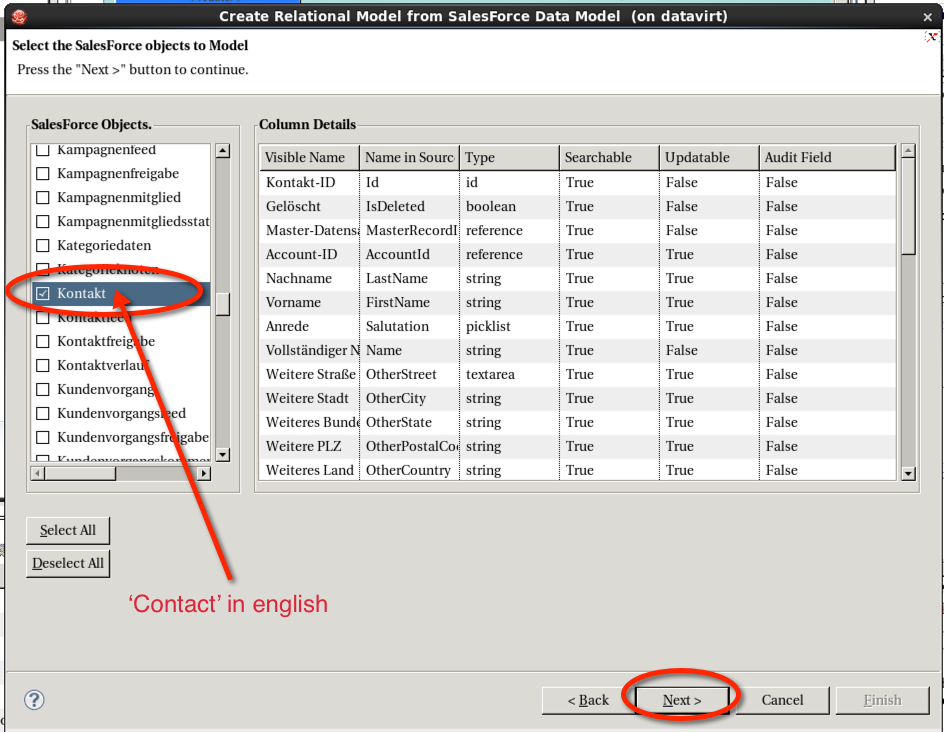 Create Relational Model from SalesForce Data Model (on datavirt)
Select the SalesForce objects to Model
Press the "Next >" button to continue.
SalesForce Objects.
Kampagnenfeed
Kampagnenfreigabe
Kampagnenmitglied
Kampagnenmitgliedsstat
Kategoriedaten
Kategorieknoten
Kontakt
Kontaktfeed
Kontaktfreigabe
Kontaktverlauf
Kundenvorgang
Kundenvorgangsfeed
Kundenvorgangsfreigabe
Kundenvorgangskommen
Select All
Deselect All
Column Details
Visible Name Name in Sourc Type Searchable Updatable Audit Field
Kontakt-ID Id id True False False
Gelöscht IsDeleted boolean True False False
Master-Datensa MasterRecordI reference True False False
Account-ID AccountId reference True True False
Nachname LastName string True True False
Vorname FirstName string True True False
Anrede Salutation picklist True True False
Vollständiger N Name string True False False
Weitere Straße OtherStreet textarea True True False
Weitere Stadt OtherCity string True True False
Weiteres Bunde OtherState string True True False
Weitere PLZ OtherPostalCo string True True False
Weiteres Land OtherCountry string True True False
‘Contact’ in english
?
< Back Next > Cancel Finish